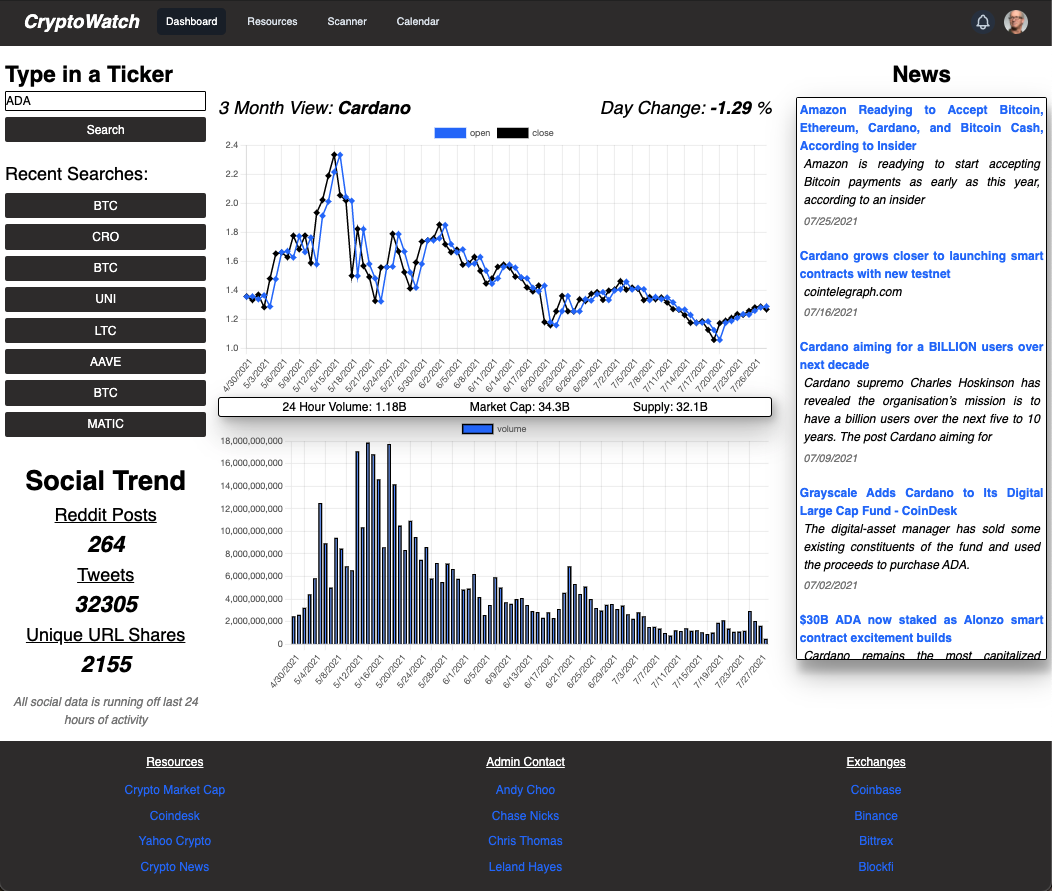 CryptoWatch
Dashboard
Resources
Scanner
Calendar
Type in a Ticker
ADA
Search
Recent Searches:
BTC
CRO
BTC
UNI
LTC
AAVE
BTC
MATIC
Social Trend
Reddit Posts
264
Tweets
32305
Unique URL Shares
2155
All social data is running off last 24
hours of activity
3 Month View: Cardano
Day Change: -1.29 %
open
close
2.4
2.2
2.0
1.8
1.6
1.4
1.2
1.0
4/30/2021
5/3/2021
5/6/2021
5/9/2021
5/12/2021
5/15/2021
5/18/2021
5/21/2021
5/24/2021
5/27/2021
5/30/2021
6/2/2021
6/5/2021
6/8/2021
6/11/2021
6/14/2021
6/17/2021
6/20/2021
6/23/2021
6/26/2021
6/29/2021
7/2/2021
7/5/2021
7/8/2021
7/11/2021
7/14/2021
7/17/2021
7/20/2021
7/23/2021
7/26/2021
24 Hour Volume: 1.18B
Market Cap: 34.3B
Supply: 32.1B
volume
18,000,000,000
16,000,000,000
14,000,000,000
12,000,000,000
10,000,000,000
8,000,000,000
6,000,000,000
4,000,000,000
2,000,000,000
0
4/30/2021
5/4/2021
5/8/2021
5/12/2021
5/16/2021
5/20/2021
5/24/2021
5/28/2021
6/1/2021
6/5/2021
6/9/2021
6/13/2021
6/17/2021
6/21/2021
6/25/2021
6/29/2021
7/3/2021
7/7/2021
7/11/2021
7/15/2021
7/19/2021
7/23/2021
7/27/2021
News
Amazon Readying to Accept Bitcoin,
Ethereum, Cardano, and Bitcoin Cash,
According to Insider
Amazon is readying to start accepting
Bitcoin payments as early as this year,
according to an insider
07/25/2021
Cardano grows closer to launching smart
contracts with new testnet
cointelegraph.com
07/16/2021
Cardano aiming for a BILLION users over
next decade
Cardano supremo Charles Hoskinson has
revealed the organisation's mission is to
have a billion users over the next five to 10
years. The post Cardano aiming for
07/09/2021
Grayscale Adds Cardano to Its Digital
Large Cap Fund - CoinDesk
The digital-asset manager has sold some
existing constituents of the fund and used
the proceeds to purchase ADA.
07/02/2021
$30B ADA now staked as Alonzo smart
contract excitement builds
Cardano remains the most capitalized
Resources
Crypto Market Cap
Coindesk
Yahoo Crypto
Crypto News
Admin Contact
Andy Choo
Chase Nicks
Chris Thomas
Leland Hayes
Exchanges
Coinbase
Binance
Bittrex
Blockfi